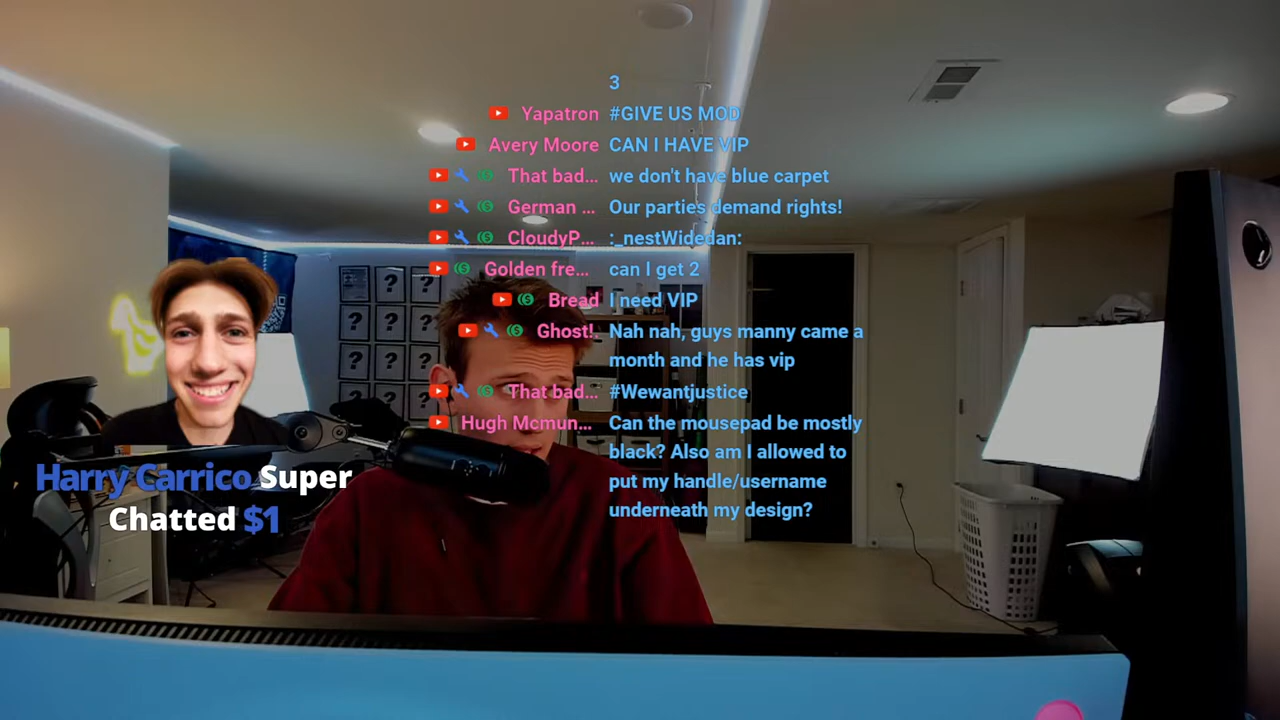 3
Yapatron #GIVE US MOD
Avery Moore CAN I HAVE VIP
That bad... we don't have blue carpet
German ... Our parties demand rights!
CloudyP... :_nestWidedan:
Golden fre... can I get 2
Bread I need VIP
Ghost!_ Nah nah, guys manny came a
month and he has vip
That bad... #Wewantjustice
Hugh Mcmun... Can the mousepad be mostly
black? Also am I allowed to
put my handle/username
underneath my design?
Harry Carrico Super
Chatted $1
? ?
? ? ?
? ? ?
? ? ?